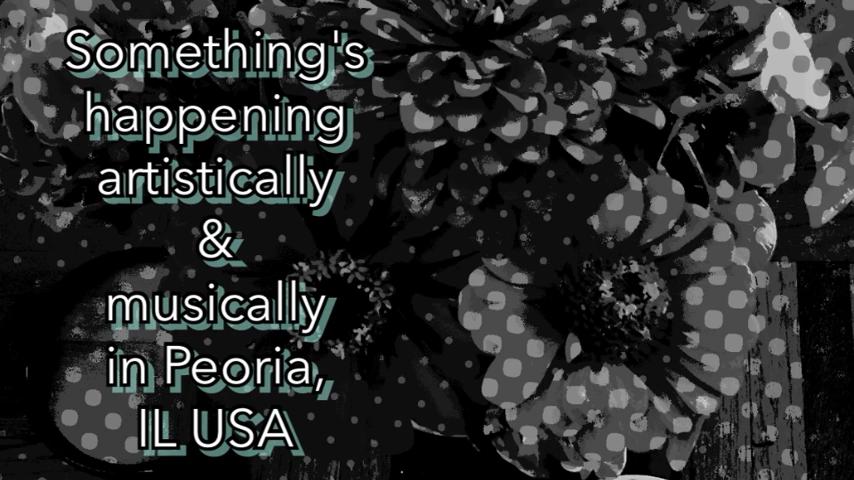 Something's
happening
artistically
&
musically
in Peoria,
IL USA